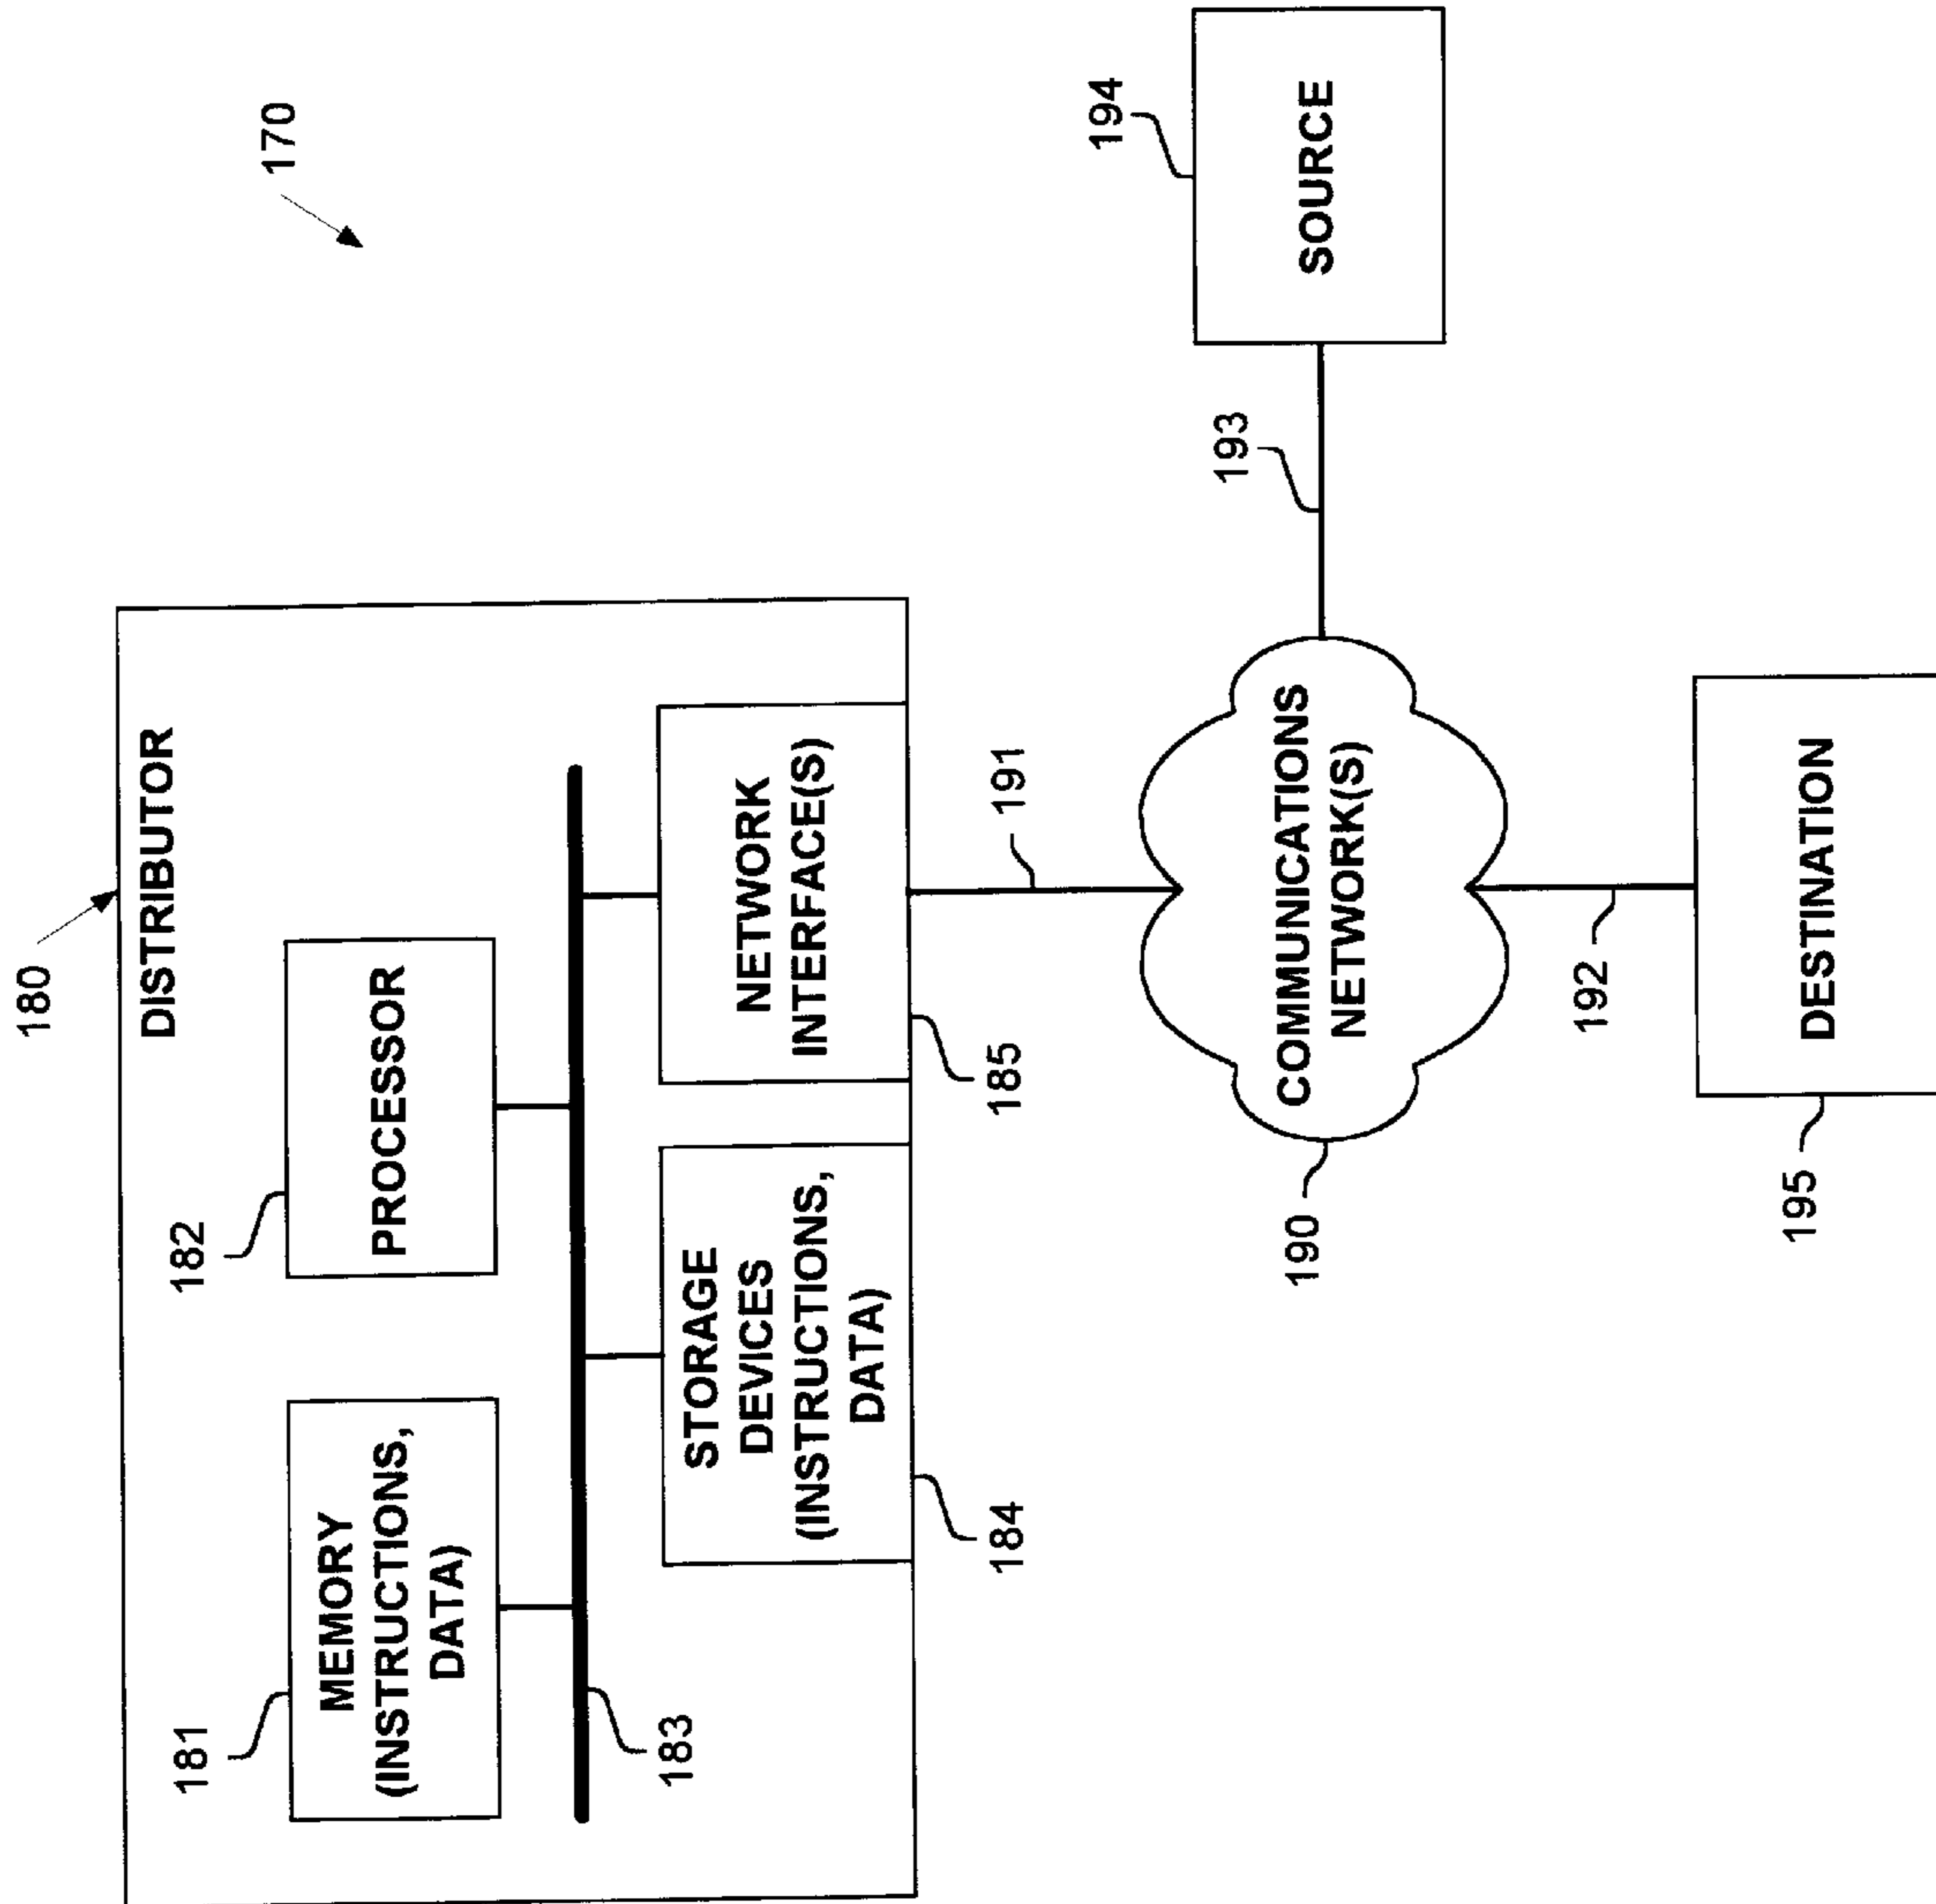 170
180
DISTRIBUTOR
181
MEMORY
(INSTRUCTIONS,
DATA)
182
PROCESSOR
183
STORAGE
DEVICES
(INSTRUCTIONS,
DATA)
184
NETWORK
INTERFACE(S)
185
191
COMMUNICATIONS
NETWORK(S)
190
193
194
SOURCE
192
DESTINATION
195